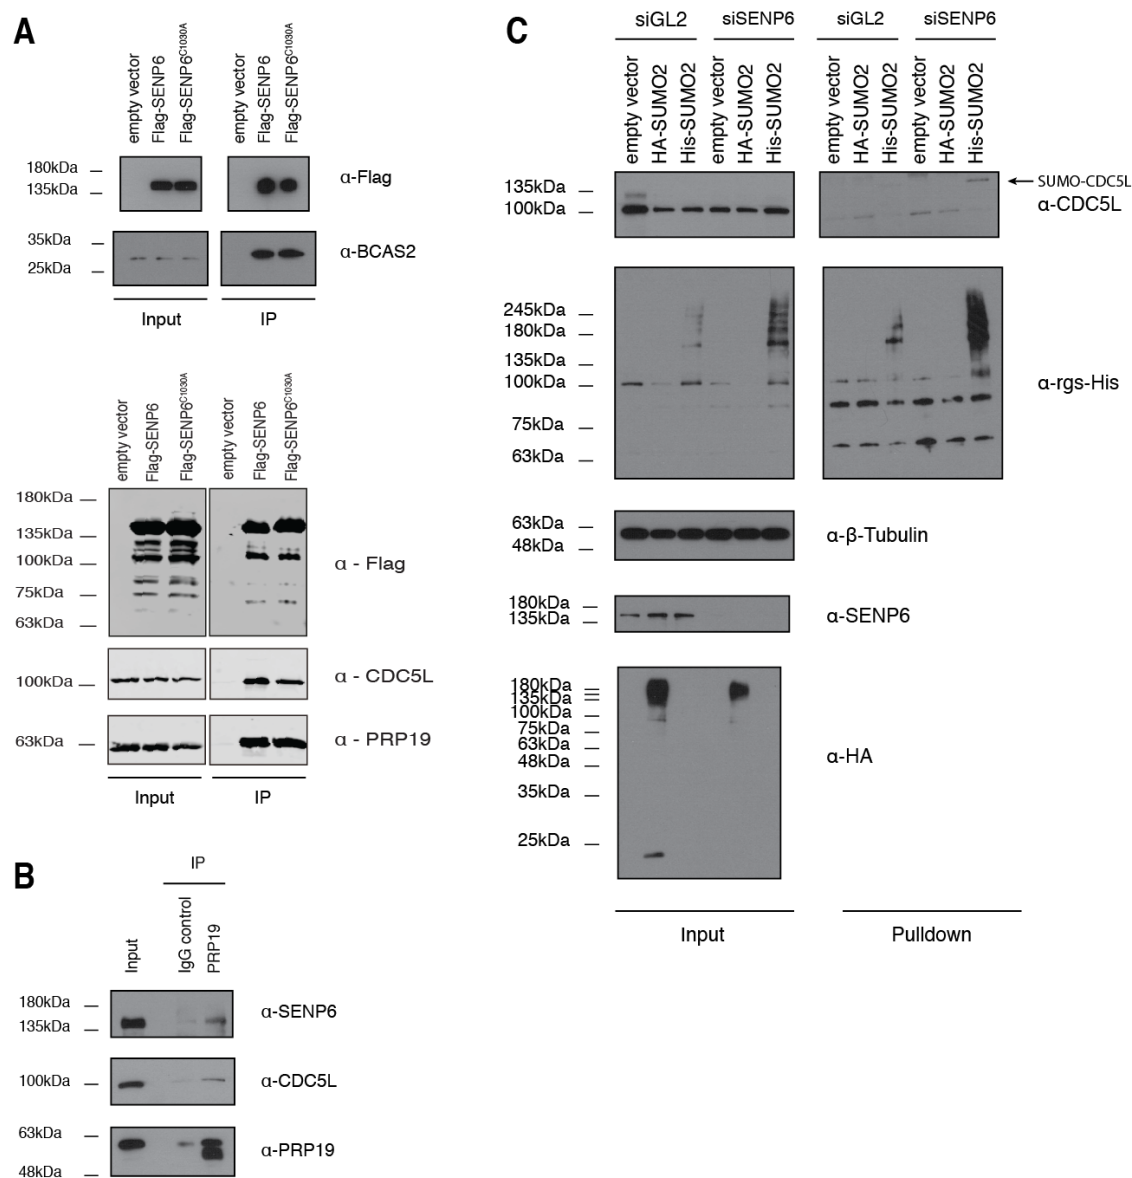 A
empty vector
Flag-SENP6
Flag-SENP6C1030A
empty vector
Flag-SENP6
Flag-SENP6C1030A
180kDa
135kDa
α-Flag
35kDa
25kDa
α-BCAS2
Input
IP
empty vector
Flag-SENP6
Flag-SENP6C1030A
empty vector
Flag-SENP6
Flag-SENP6C1030A
180kDa
135kDa
100kDa
75kDa
63kDa
α - Flag
100kDa
α - CDC5L
63kDa
α - PRP19
Input
IP
B
IP
Input
IgG control
PRP19
180kDa
135kDa
α-SENP6
100kDa
α-CDC5L
63kDa
48kDa
α-PRP19
C
siGL2
siSENP6
siGL2
siSENP6
empty vector
HA-SUMO2
His-SUMO2
empty vector
HA-SUMO2
His-SUMO2
empty vector
HA-SUMO2
His-SUMO2
empty vector
HA-SUMO2
His-SUMO2
135kDa
100kDa
SUMO-CDC5L
α-CDC5L
245kDa
180kDa
135kDa
100kDa
75kDa
63kDa
α-rgs-His
63kDa
48kDa
α-β-Tubulin
180kDa
135kDa
α-SENP6
180kDa
135kDa
100kDa
75kDa
63kDa
48kDa
35kDa
25kDa
α-HA
Input
Pulldown